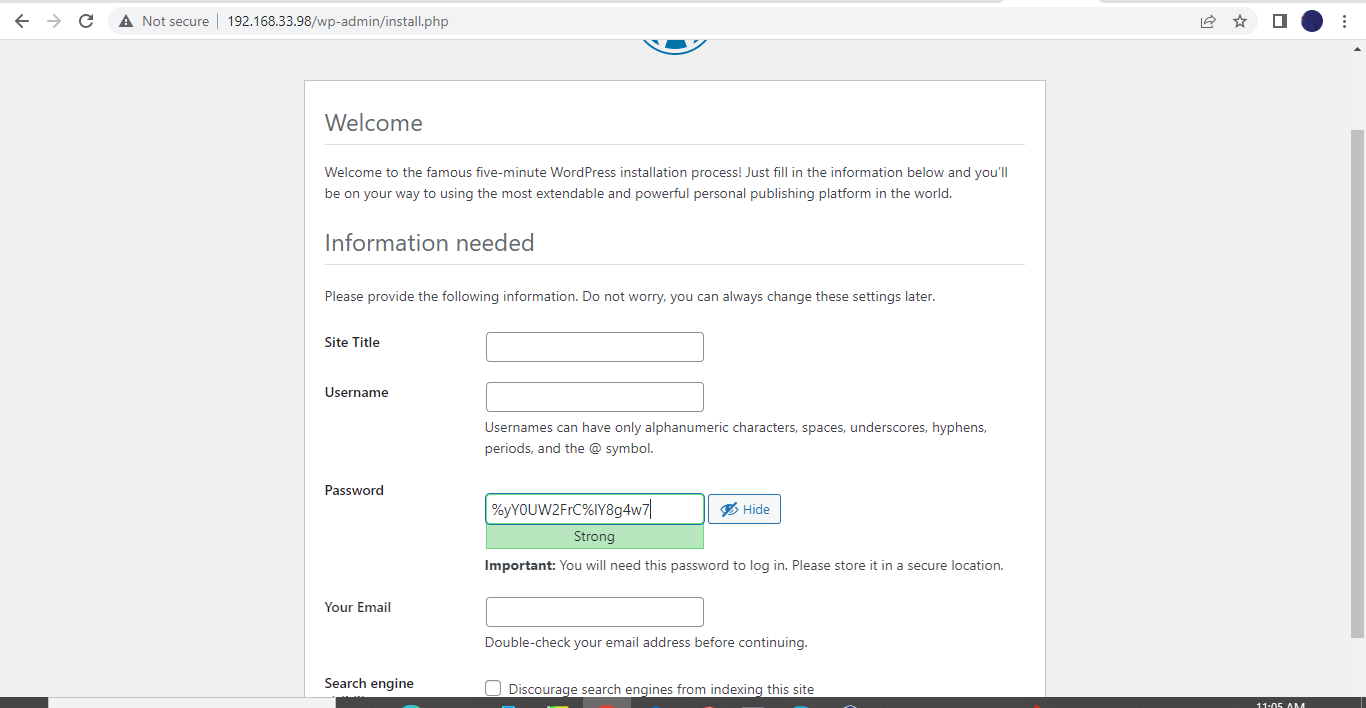 Not secure
192.168.33.98/wp-admin/install.php
Welcome
Welcome to the famous five-minute WordPress installation process! Just fill in the information below and you’ll
be on your way to using the most extendable and powerful personal publishing platform in the world.
Information needed
Please provide the following information. Do not worry, you can always change these settings later.
Site Title
Username
Usernames can have only alphanumeric characters, spaces, underscores, hyphens,
periods, and the @ symbol.
Password
%yY0UW2FrC%lY8g4w7
Hide
Strong
Important: You will need this password to log in. Please store it in a secure location.
Your Email
Double-check your email address before continuing.
Search engine
Discourage search engines from indexing this site
11:05 AM